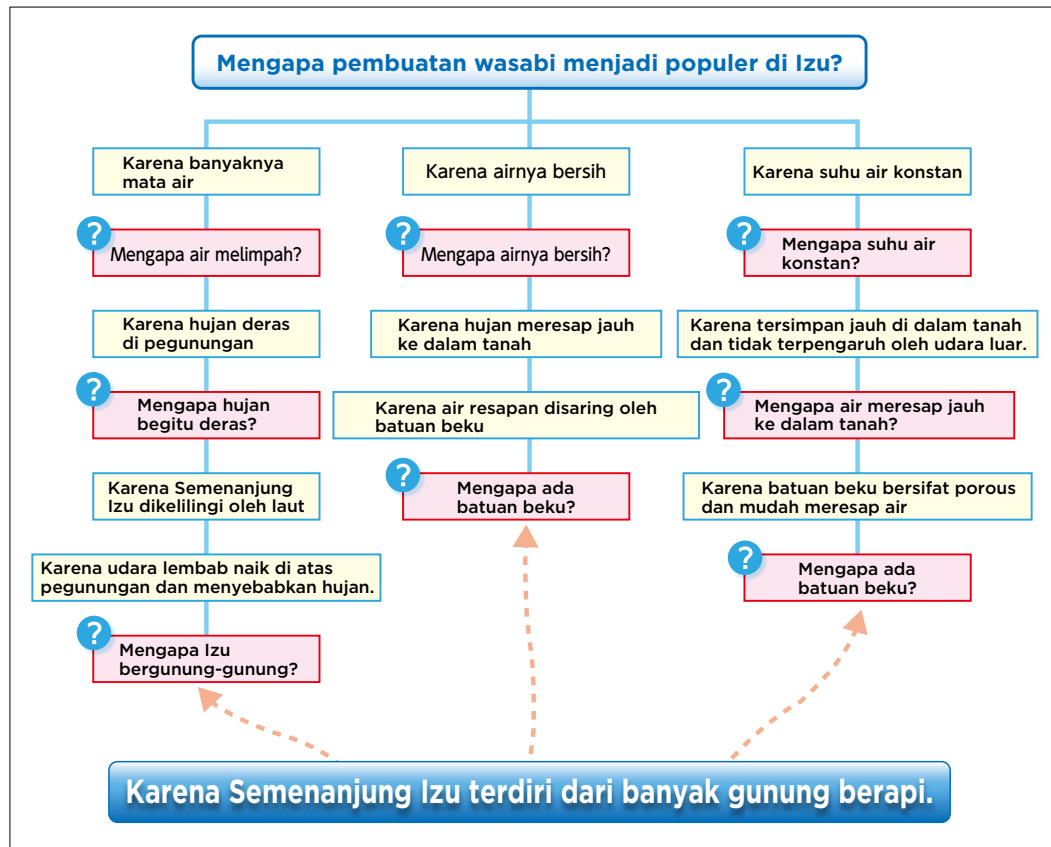 Mengapa pembuatan wasabi menjadi populer di Izu?
Karena banyaknya
mata air
?
Mengapa air melimpah?
Karena hujan deras
di pegunungan
?
Mengapa hujan
begitu deras?
Karena Semenanjung
Izu dikelilingi oleh laut
Karena udara lembab naik di atas
pegunungan dan menyebabkan hujan.
?
Mengapa Izu
bergunung-gunung?
Karena airnya bersih
?
Mengapa airnya bersih?
Karena hujan meresap jauh
ke dalam tanah
Karena air resapan disaring oleh
batuan beku
?
Mengapa ada
batuan beku?
Karena suhu air konstan
?
Mengapa suhu air
konstan?
Karena tersimpan jauh di dalam tanah
dan tidak terpengaruh oleh udara luar.
?
Mengapa air meresap jauh
ke dalam tanah?
Karena batuan beku bersifat porous
dan mudah meresap air
?
Mengapa ada
batuan beku?
Karena Semenanjung Izu terdiri dari banyak gunung berapi.